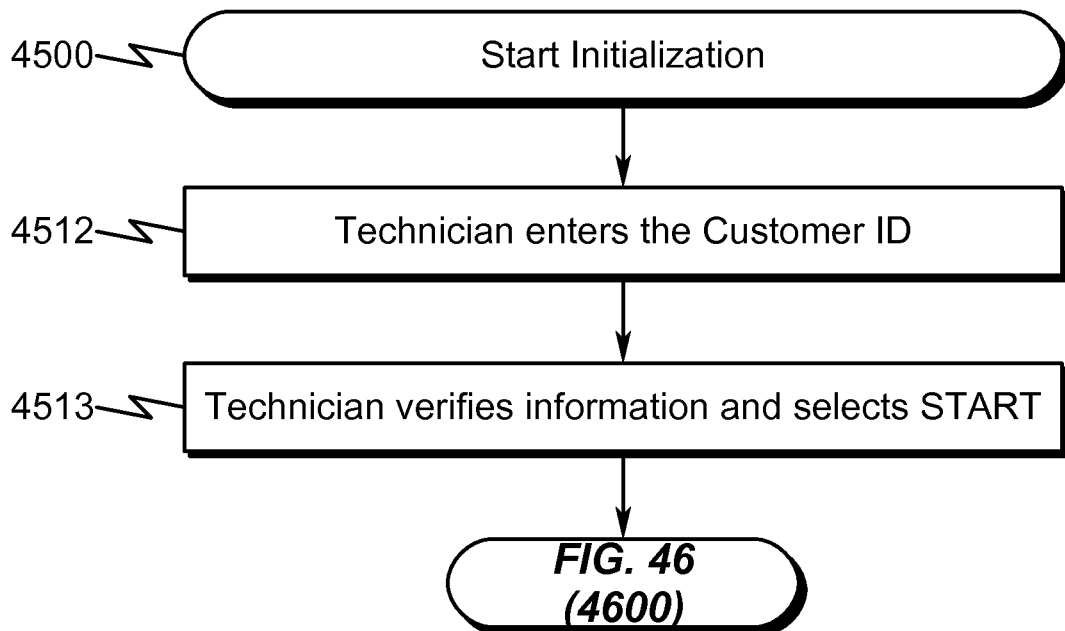 4500 Start Initialization
4512 Technician enters the Customer ID
4513 Technician verifies information and selects START
FIG. 46
(4600)